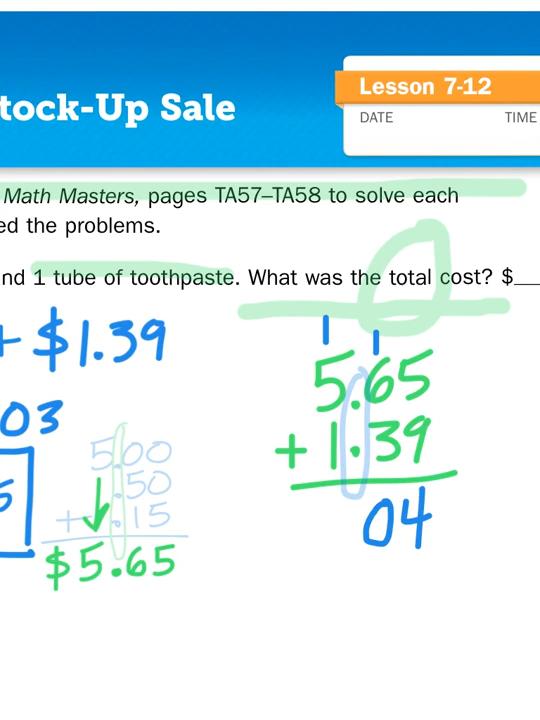 tock-Up Sale
Lesson 7-12
DATE TIME
Math Masters, pages TA57–TA58 to solve each
ed the problems.
nd 1 tube of toothpaste. What was the total cost? $
+ $1.39
03
5
5.00
.50
+ .15
$5.65
1 1
5.65
+ 1.39
04